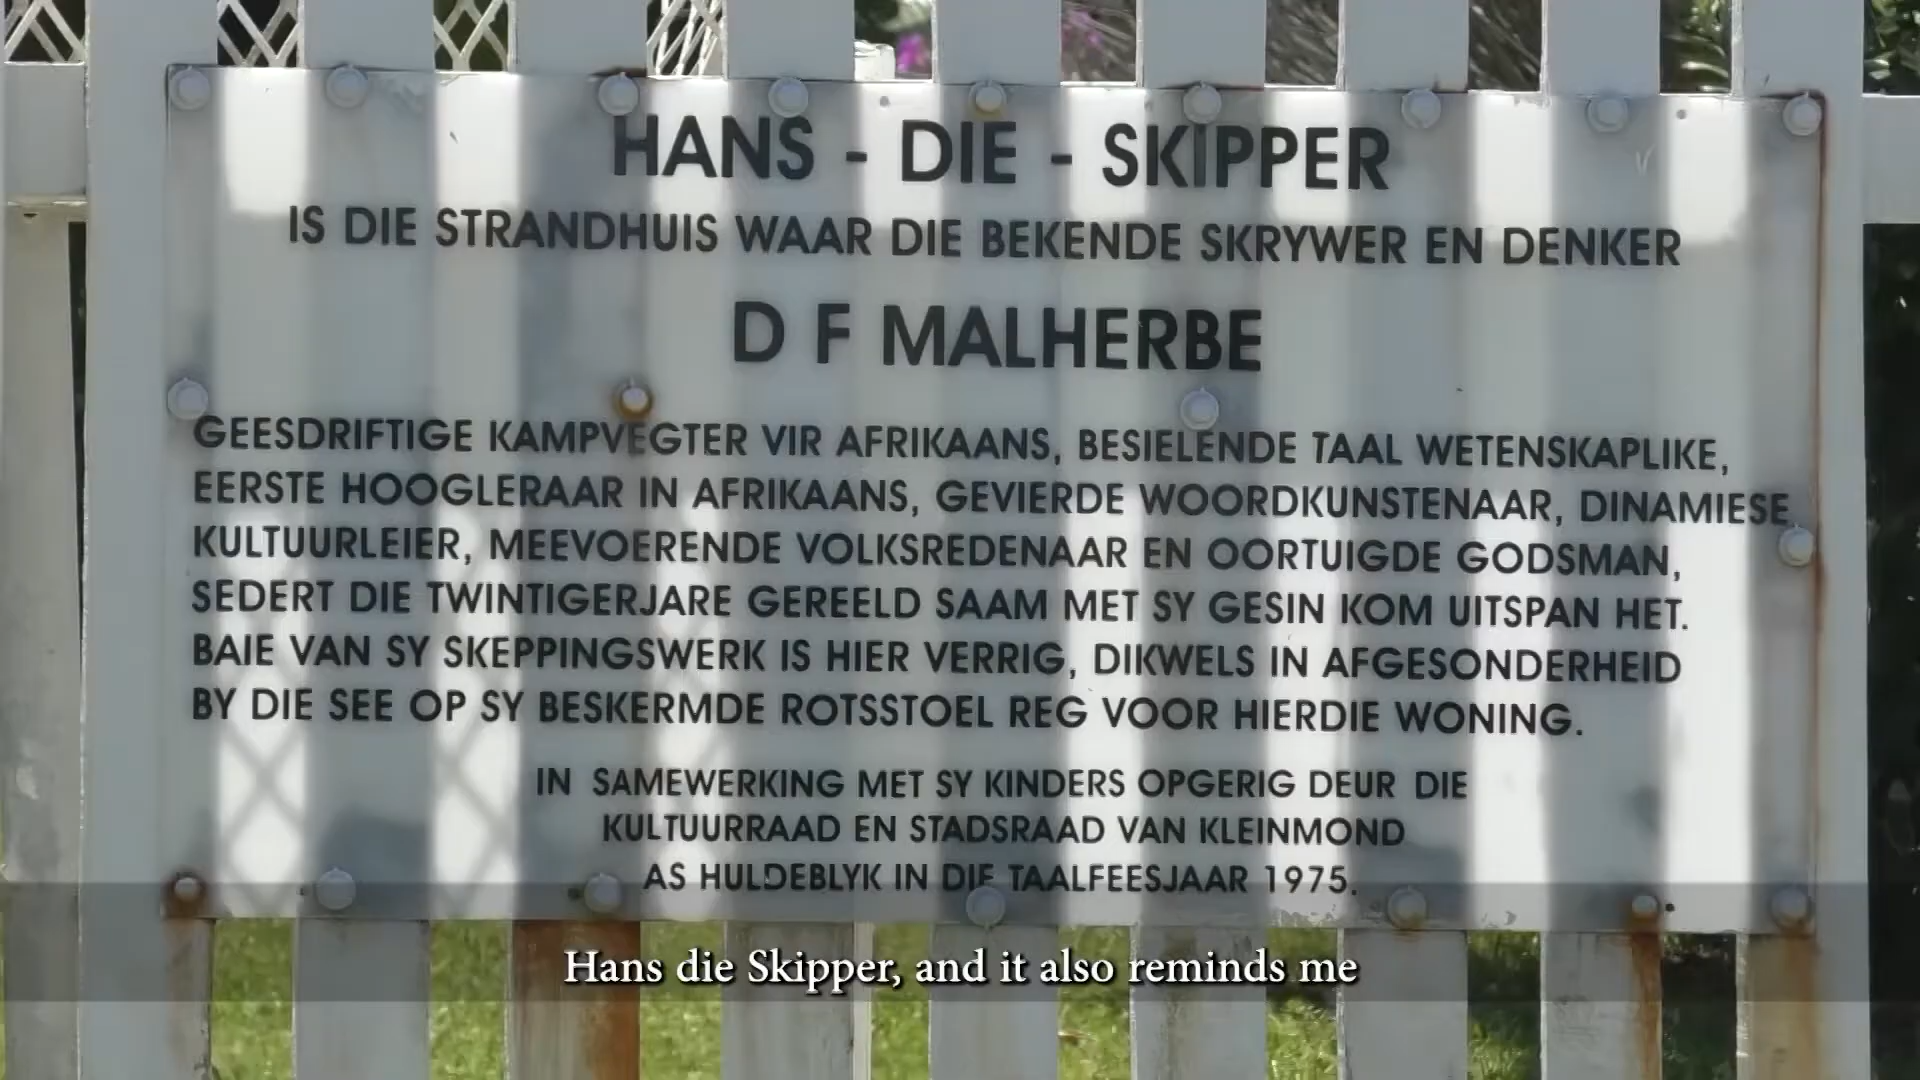 HANS - DIE - SKIPPER
IS DIE STRANDHUIS WAAR DIE BEKENDE SKRYWER EN DENKER
D F MALHERBE
GEESDRIFTIGE KAMPVEGTER VIR AFRIKAANS, BESIELENDE TAAL WETENSKAPLIKE,
EERSTE HOOGLERAAR IN AFRIKAANS, GEVIERDE WOORDKUNSTENAAR, DINAMIESE
KULTUURLEIER, MEEVOERENDE VOLKSREDENAAR EN OORTUIGDE GODSMAN,
SEDERT DIE TWINTIGERJARE GEREELD SAAM MET SY GESIN KOM UITSPAN HET.
BAIE VAN SY SKEPPINGSWERK IS HIER VERRIG, DIKWELS IN AFGESONDERHEID
BY DIE SEE OP SY BESKERMDE ROTSSTOEL REG VOOR HIERDIE WONING.
IN SAMEWERKING MET SY KINDERS OPGERIG DEUR DIE
KULTUURRAAD EN STADSRAAD VAN KLEINMOND
AS HULDEBLYK IN DIE TAALFEESJAAR 1975.
Hans die Skipper, and it also reminds me